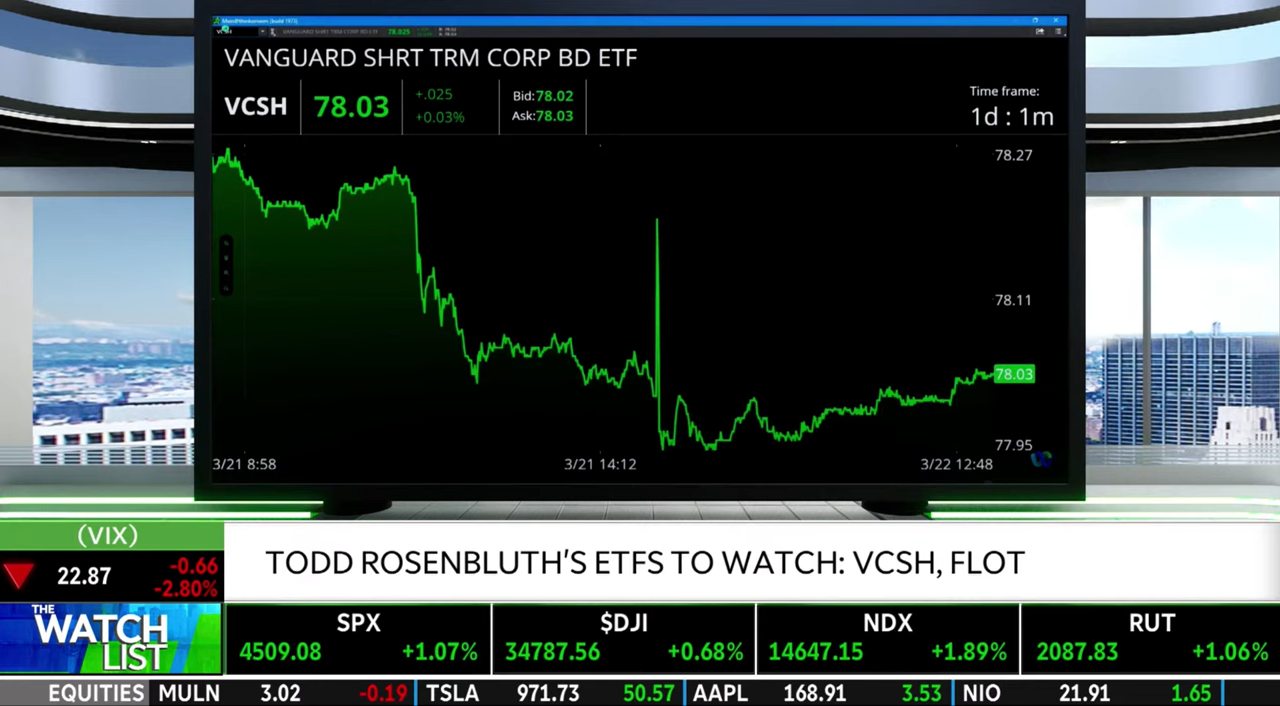 VANGUARD SHRT TRM CORP BD ETF
VCSH
78.03
+.025
+0.03%
Bid:78.02
Ask:78.03
Time frame:
1d : 1m
78.27
78.11
78.03
77.95
3/21 8:58
3/21 14:12
3/22 12:48
(VIX)
22.87
-0.66
-2.80%
TODD ROSENBLUTH'S ETFS TO WATCH: VCSH, FLOT
THE
WATCH
LIST
SPX
4509.08 +1.07%
$DJI
34787.56 +0.68%
NDX
14647.15 +1.89%
RUT
2087.83 +1.06%
EQUITIES MULN 3.02 -0.19 TSLA 971.73 50.57 AAPL 168.91 3.53 NIO 21.91 1.65